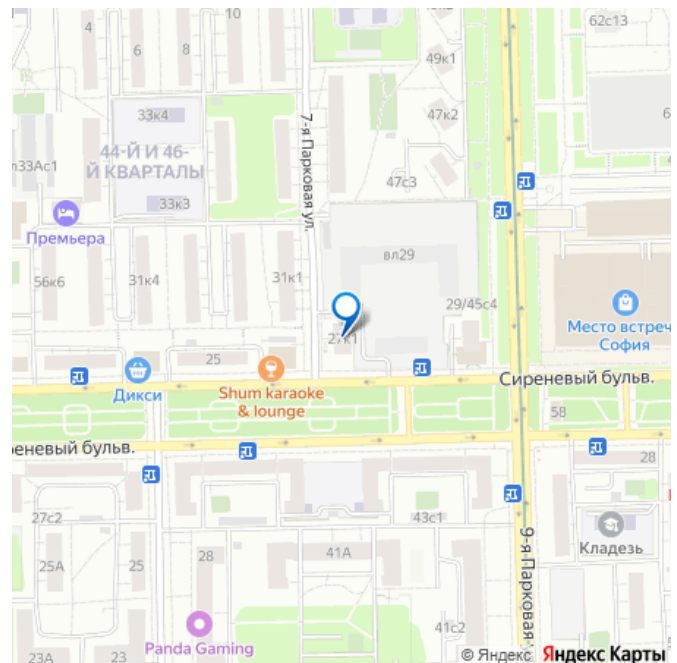 10
62с13
4
6
8
49к1
33к4
7-я Парковая ул.
47к2
44-Й И 46-
Й КВАРТАЛЫ
л33Ас1
47с3
33к3
Премьера
вл29
56к6
31к4
31к1
29/45с4
Место встреч
София
27к1
25
Дикси
Shum karaoke
& lounge
Сиреневый бульв.
58
реневый бульв.
28
27с2
43с1
Кладезь
25А
28
41А
9-я Парковая
Panda Gaming
41с2
23А
23
© Яндекс Яндекс Карты